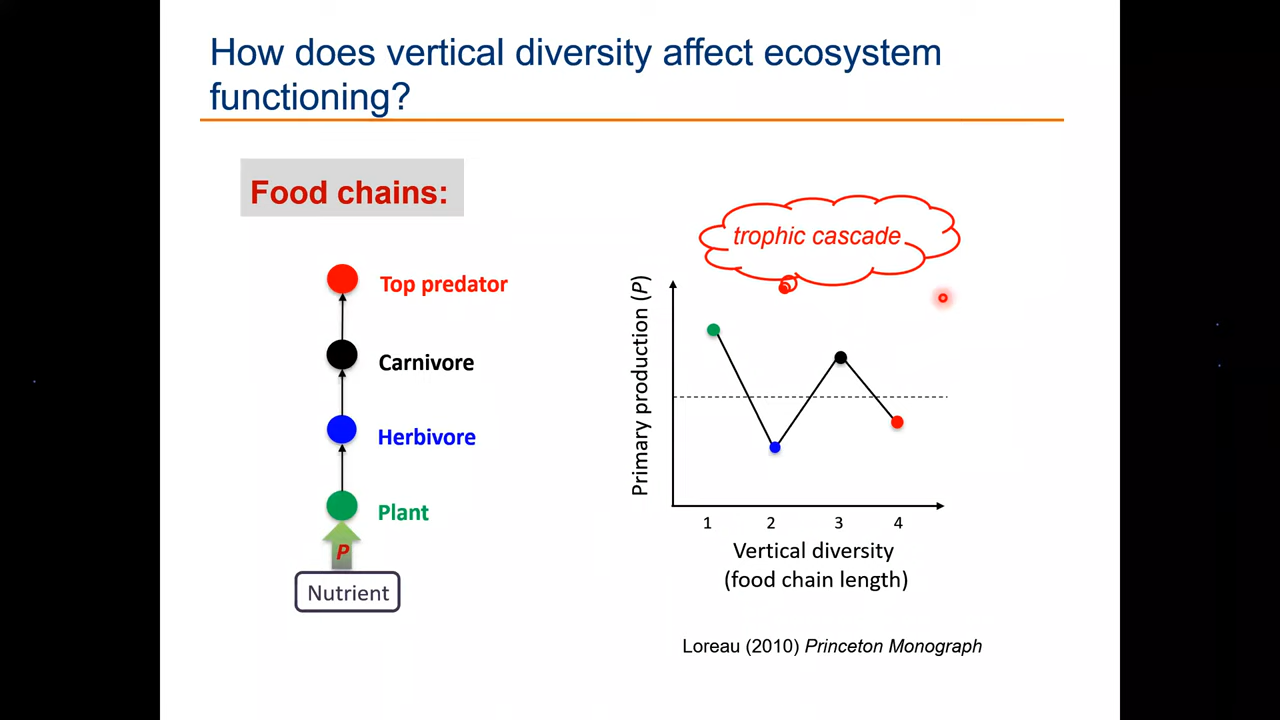 How does vertical diversity affect ecosystem
functioning?
Food chains:
Top predator
Carnivore
Herbivore
Plant
P
Nutrient
trophic cascade
Primary production (P)
1 2 3 4
Vertical diversity
(food chain length)
Loreau (2010) Princeton Monograph